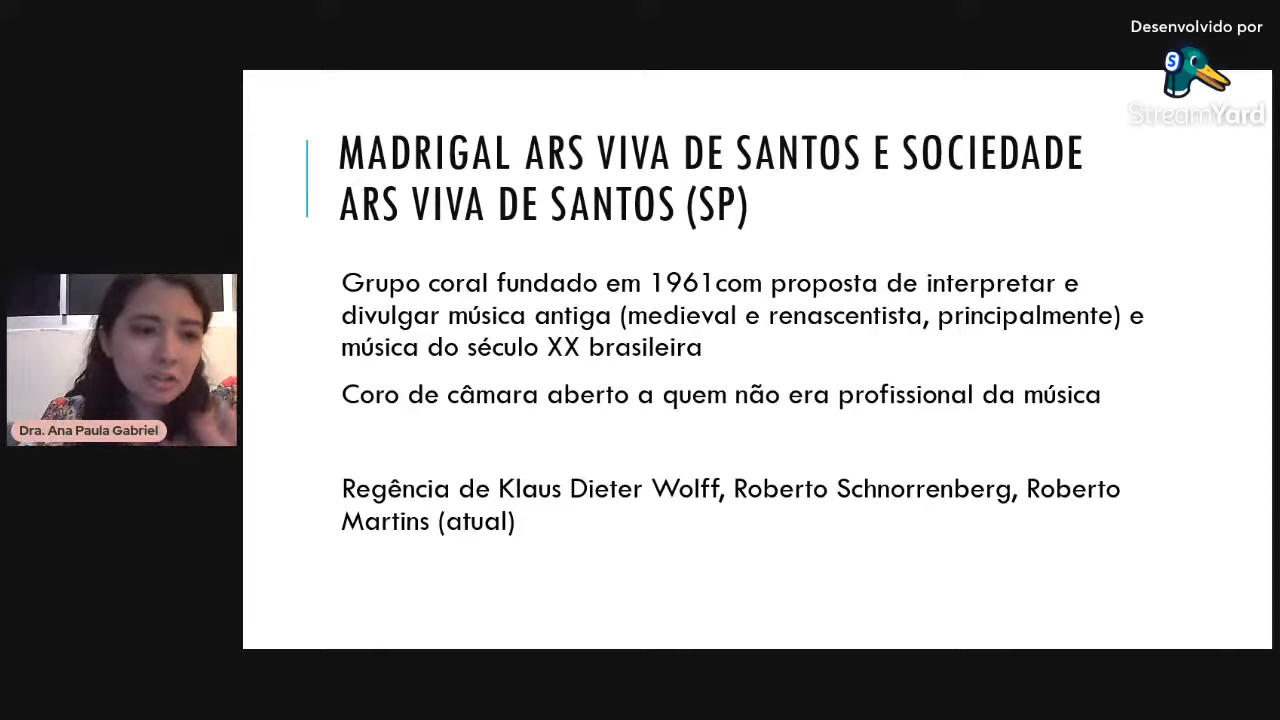 Desenvolvido por
S
StreamYard
MADRIGAL ARS VIVA DE SANTOS E SOCIEDADE
ARS VIVA DE SANTOS (SP)
Grupo coral fundado em 1961com proposta de interpretar e
divulgar música antiga (medieval e renascentista, principalmente) e
música do século XX brasileira
Coro de câmara aberto a quem não era profissional da música
Dra. Ana Paula Gabriel
Regência de Klaus Dieter Wolff, Roberto Schnorrenberg, Roberto
Martins (atual)